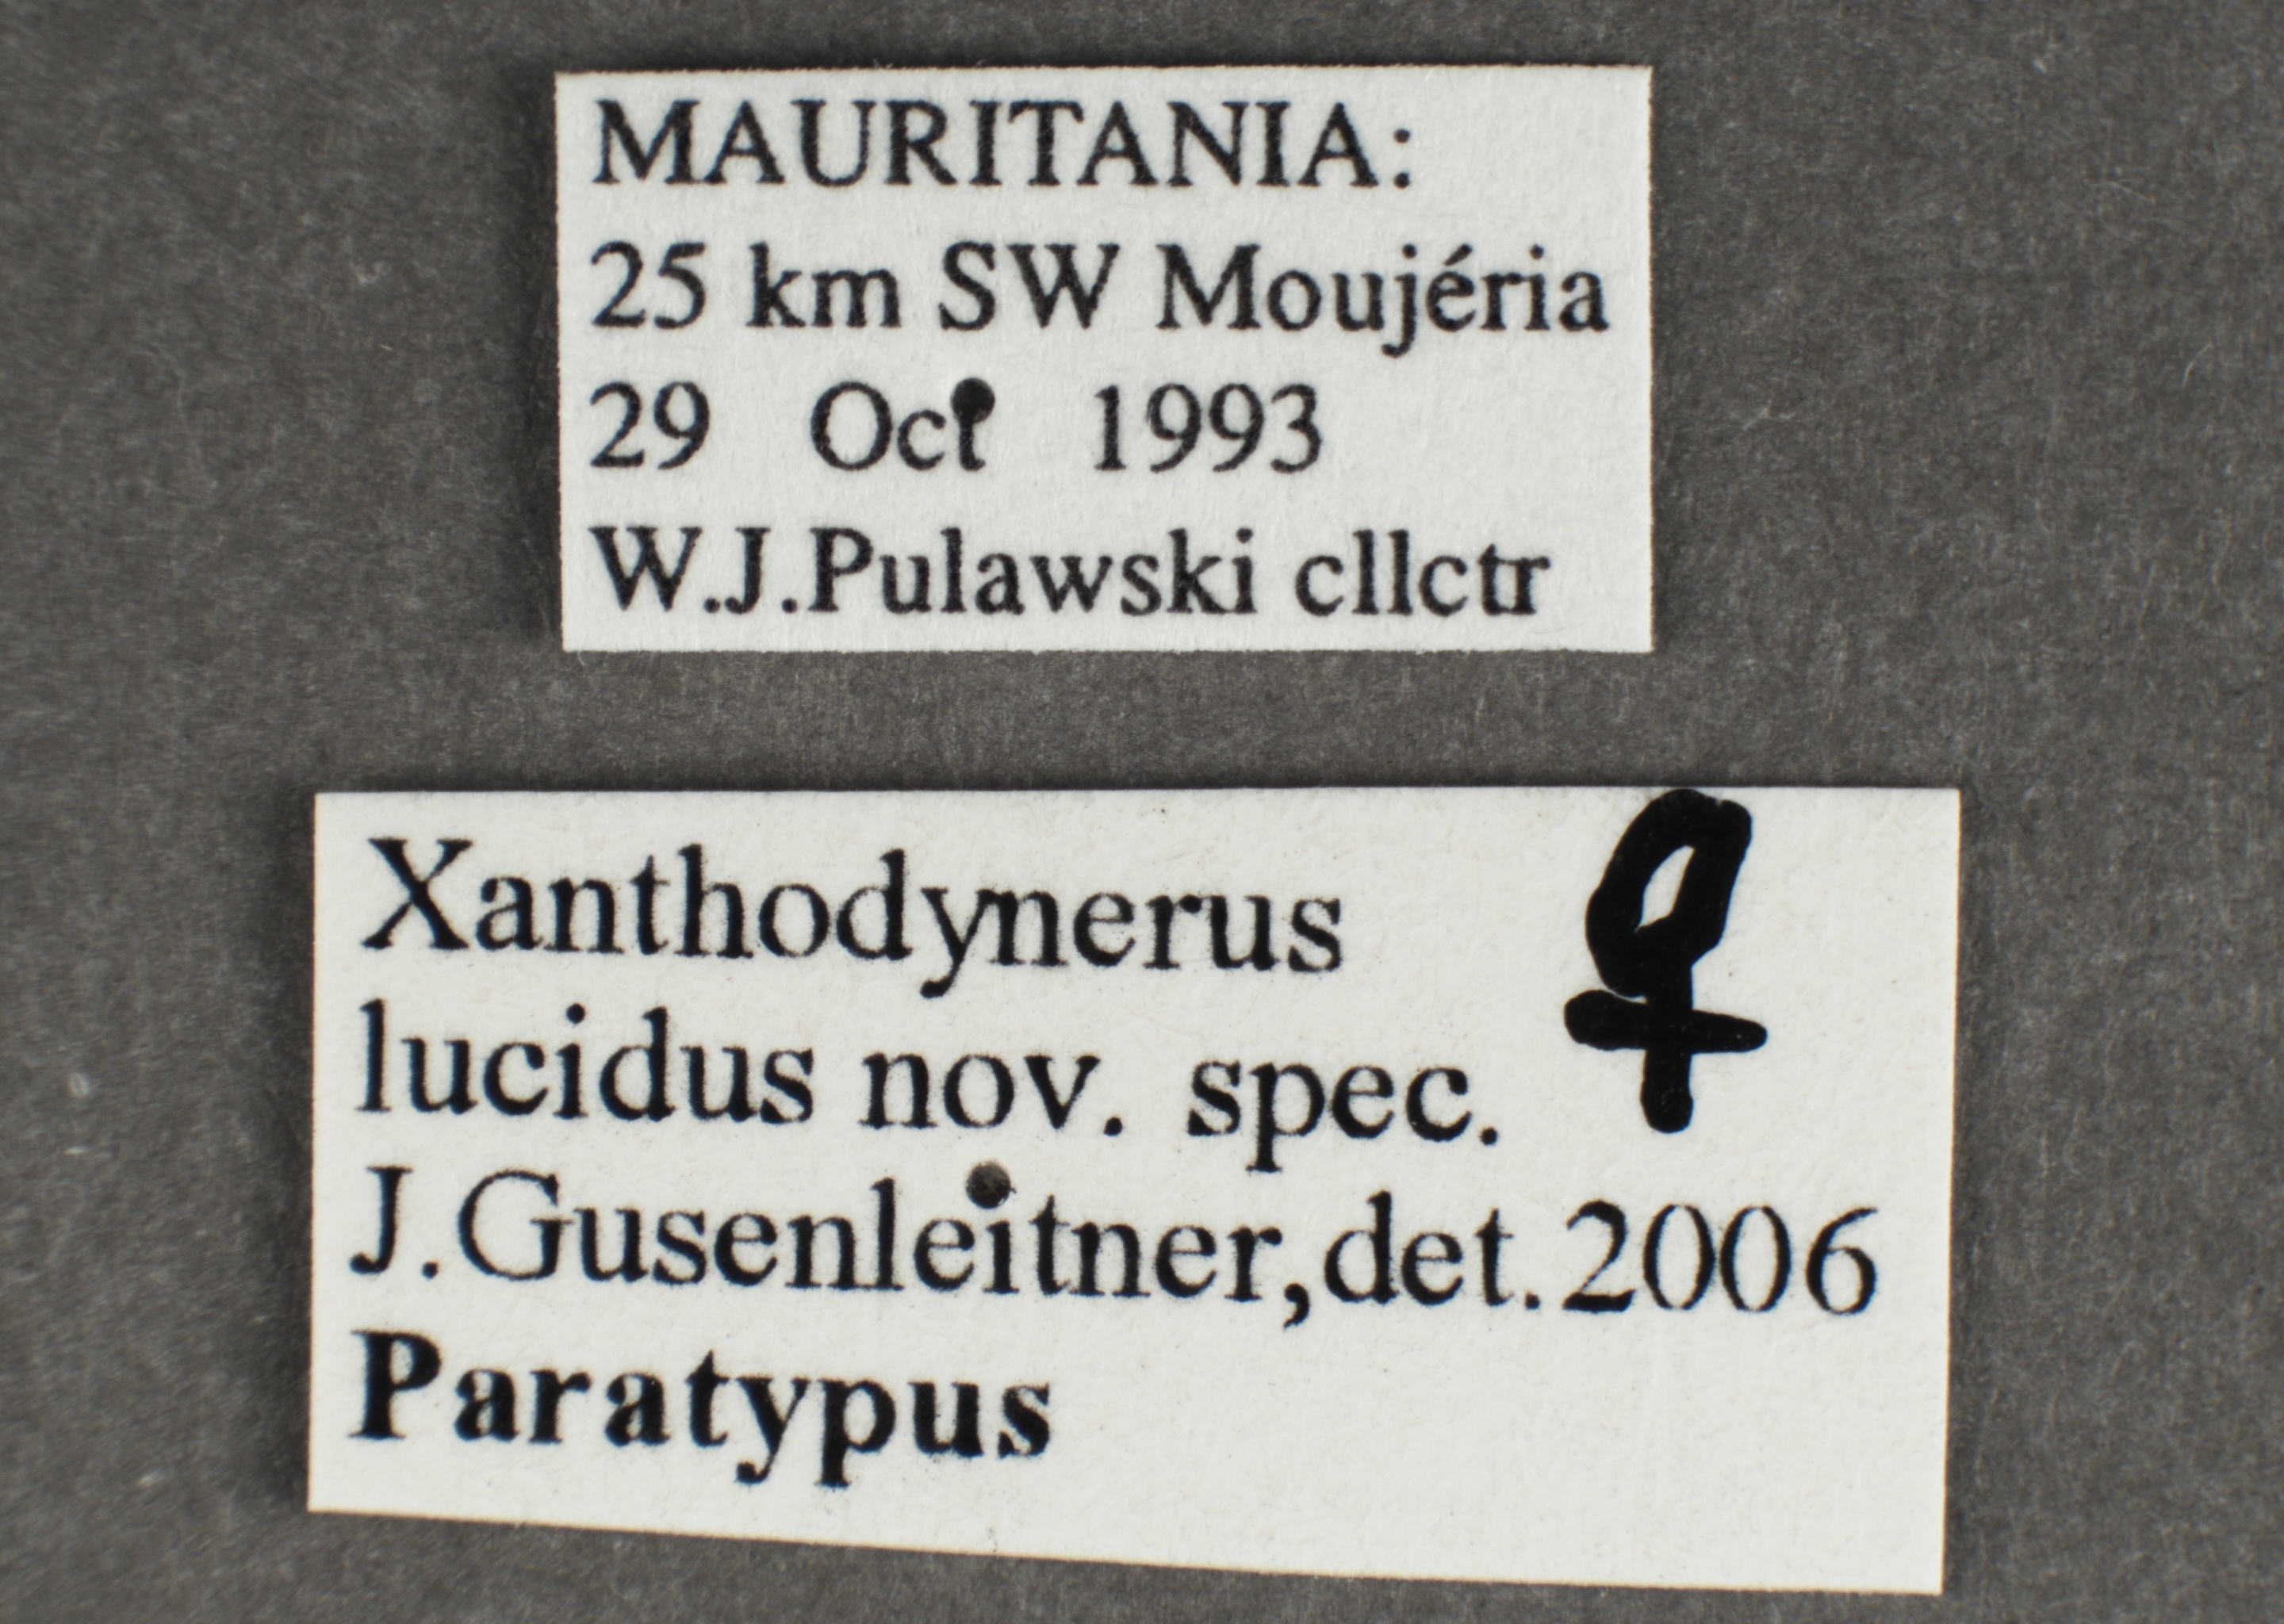 MAURITANIA:
25 km SW Moujéria
29 Oct 1993
W.J.Pulawski cllctr
Xanthodynerus ♀
lucidus nov. spec.
J.Gusenleitner,det.2006
Paratypus